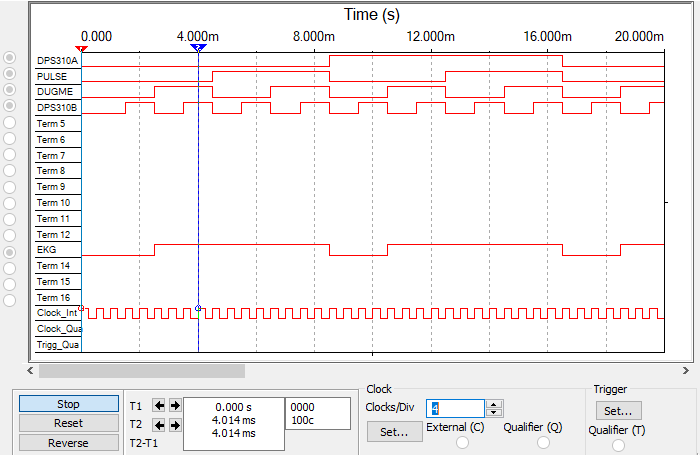 Time (s)
0.000 4.000m 8.000m 12.000m 16.000m 20.000m
1 2
DPS310A
PULSE
DUGME
DPS310B
Term 5
Term 6
Term 7
Term 8
Term 9
Term 10
Term 11
Term 12
EKG
Term 14
Term 15
Term 16
Clock_Int
Clock_Qua
Trigg_Qua
Stop
Reset
Reverse
T1
T2
T2-T1
0.000 s
4.014 ms
4.014 ms
0000
100c
Clock
Clocks/Div 4
Set...
External (C)
Qualifier (Q)
Trigger
Set...
Qualifier (T)